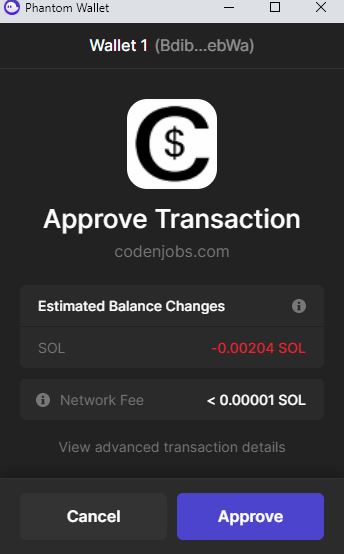 Phantom Wallet
Wallet 1 (Bdib...ebWa)
C$
Approve Transaction
codenjobs.com
Estimated Balance Changes
SOL -0.00204 SOL
Network Fee < 0.00001 SOL
View advanced transaction details
Cancel Approve